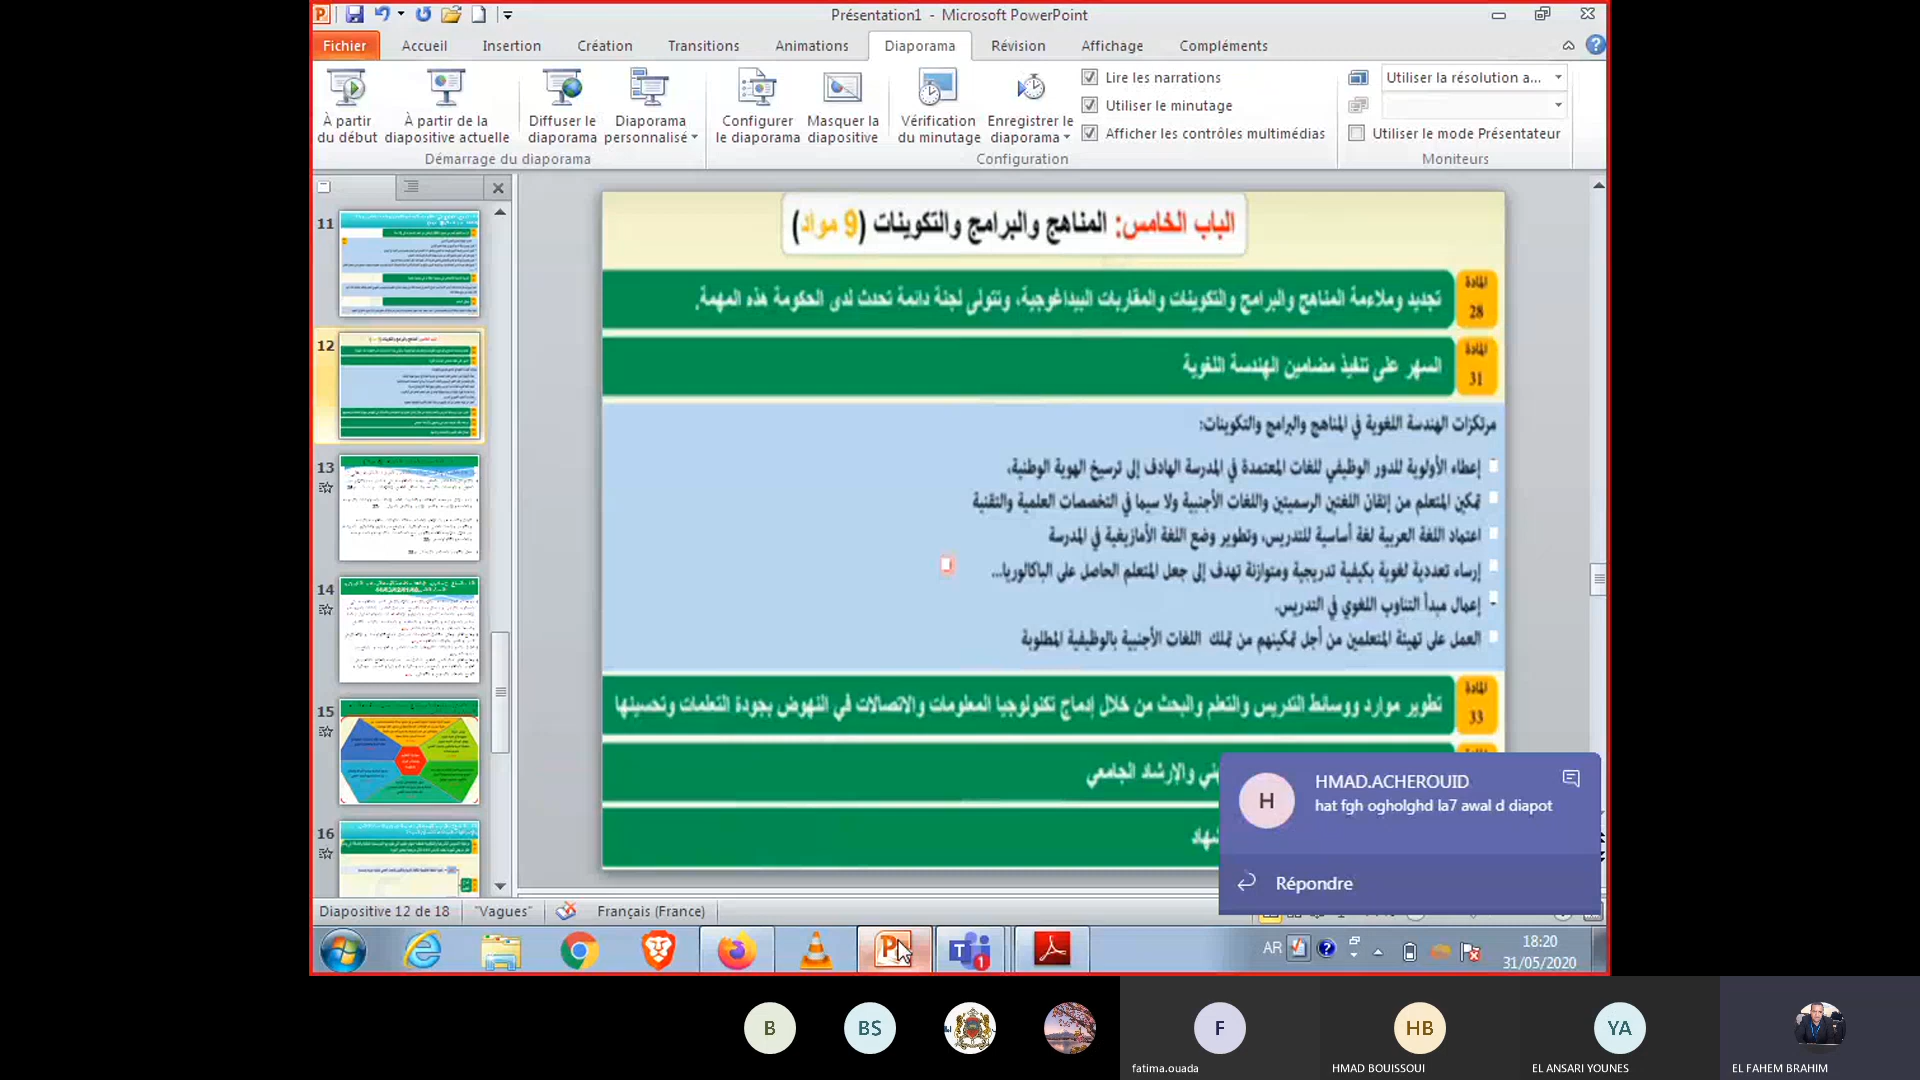 Présentation1 - Microsoft PowerPoint
Fichier Accueil Insertion Création Transitions Animations Diaporama Révision Affichage Compléments
À partir du début
À partir de la diapositive actuelle
Diffuser le diaporama
Diaporama personnalisé
Configurer le diaporama
Masquer la diapositive
Vérification du minutage
Enregistrer le diaporama
Lire les narrations
Utiliser le minutage
Afficher les contrôles multimédias
Utiliser la résolution a...
Utiliser le mode Présentateur
Démarrage du diaporama
Configuration
Moniteurs
11
12
13
14
15
16
الباب الخامس: المناهج والبرامج والتكوينات (9 مواد)
المادة 28
تجديد وملاءمة المناهج والبرامج والتكوينات والمقاربات البيداغوجية، وتتولى لجنة دائمة تحدث لدى الحكومة هذه المهمة.
المادة 31
السهر على تنفيذ مضامين الهندسة اللغوية
مرتكزات الهندسة اللغوية في المناهج والبرامج والتكوينات:
إعطاء الأولوية للدور الوظيفي للغات المعتمدة في المدرسة الهادف إلى ترسيخ الهوية الوطنية،
تمكين المتعلم من إتقان اللغتين الرسميتين واللغات الأجنبية ولا سيما في التخصصات العلمية والتقنية
اعتماد اللغة العربية لغة أساسية للتدريس، وتطوير وضع اللغة الأمازيغية في المدرسة
إرساء تعددية لغوية بكيفية تدريجية ومتوازنة تهدف إلى جعل المتعلم الحاصل على الباكالوريا...
- إعمال مبدأ التناوب اللغوي في التدريس.
العمل على تهيئة المتعلمين من أجل تمكينهم من تملك اللغات الأجنبية بالوظيفية المطلوبة
المادة 33
تطوير موارد ووسائط التدريس والتعلم والبحث من خلال إدماج تكنولوجيا المعلومات والاتصالات في النهوض بجودة التعلمات وتحسينها
والإرشاد الجامعي
HMAD.ACHEROUID
hat fgh ogholghd la7 awal d diapot
Répondre
Diapositive 12 de 18 "Vagues" Français (France)
AR
18:20
31/05/2020
1
B
BS
F
HB
YA
fatima.ouada
HMAD BOUISSOUI
EL ANSARI YOUNES
EL FAHEM BRAHIM